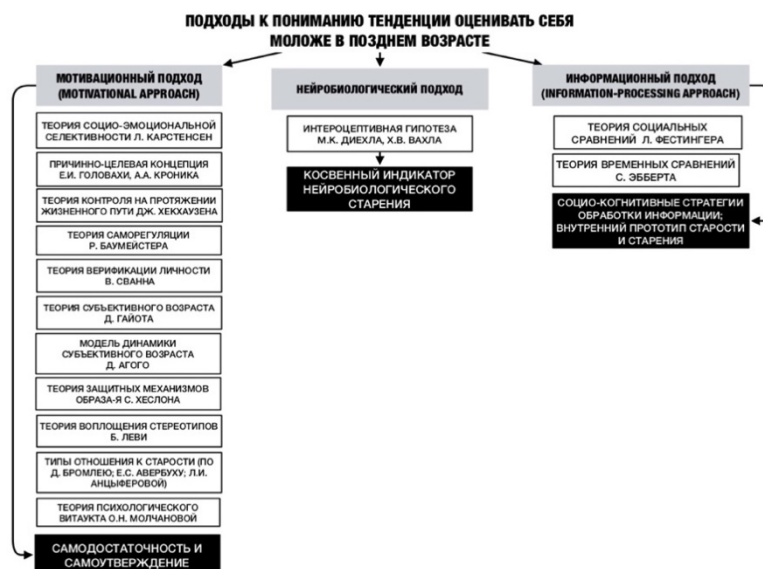 ПОДХОДЫ К ПОНИМАНИЮ ТЕНДЕНЦИИ ОЦЕНИВАТЬ СЕБЯ
МОЛОЖЕ В ПОЗДНЕМ ВОЗРАСТЕ
МОТИВАЦИОННЫЙ ПОДХОД
(MOTIVATIONAL APPROACH)
ТЕОРИЯ СОЦИО-ЭМОЦИОНАЛЬНОЙ
СЕЛЕКТИВНОСТИ Л. КАРСТЕНСЕН
ПРИЧИННО-ЦЕЛЕВАЯ КОНЦЕПЦИЯ
Е.И. ГОЛОВАХИ, А.А. КРОНИКА
ТЕОРИЯ КОНТРОЛЯ НА ПРОТЯЖЕНИИ
ЖИЗНЕННОГО ПУТИ ДЖ. ХЕКХАУЗЕНА
ТЕОРИЯ САМОРЕГУЛЯЦИИ
Р. БАУМЕЙСТЕРА
ТЕОРИЯ ВЕРИФИКАЦИИ ЛИЧНОСТИ
В. СВАННА
ТЕОРИЯ СУБЪЕКТИВНОГО ВОЗРАСТА
Д. ГАЙОТА
МОДЕЛЬ ДИНАМИКИ
СУБЪЕКТИВНОГО ВОЗРАСТА
Д. АГОГО
ТЕОРИЯ ЗАЩИТНЫХ МЕХАНИЗМОВ
ОБРАЗА-Я С. ХЕСЛОНА
ТЕОРИЯ ВОПЛОЩЕНИЯ СТЕРЕОТИПОВ
Б. ЛЕВИ
ТИПЫ ОТНОШЕНИЯ К СТАРОСТИ (ПО
Д. БРОМЛЕЮ; Е.С. АВЕРБУХУ; Л.И.
АНЦЫФЕРОВОЙ)
ТЕОРИЯ ПСИХОЛОГИЧЕСКОГО
ВИТАУКТА О.Н. МОЛЧАНОВОЙ
САМОДОСТАТОЧНОСТЬ И
САМОУТВЕРЖДЕНИЕ
НЕЙРОБИОЛОГИЧЕСКИЙ ПОДХОД
ИНТЕРОЦЕПТИВНАЯ ГИПОТЕЗА
М.К. ДИЕХЛА, Х.В. ВАХЛА
КОСВЕННЫЙ ИНДИКАТОР
НЕЙРОБИОЛОГИЧЕСКОГО
СТАРЕНИЯ
ИНФОРМАЦИОННЫЙ ПОДХОД
(INFORMATION-PROCESSING APPROACH)
ТЕОРИЯ СОЦИАЛЬНЫХ
СРАВНЕНИЙ Л. ФЕСТИНГЕРА
ТЕОРИЯ ВРЕМЕННЫХ СРАВНЕНИЙ
С. ЭББЕРТА
СОЦИО-КОГНИТИВНЫЕ СТРАТЕГИИ
ОБРАБОТКИ ИНФОРМАЦИИ;
ВНУТРЕННИЙ ПРОТОТИП СТАРОСТИ
И СТАРЕНИЯ